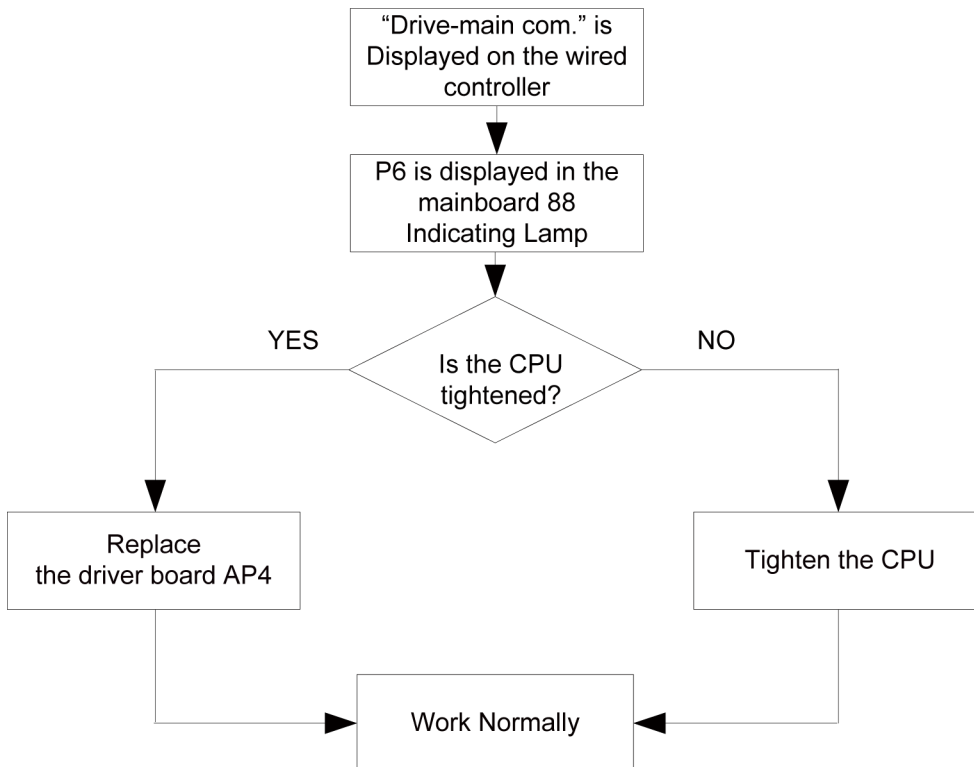 “Drive-main com.” is
Displayed on the wired
controller
P6 is displayed in the
mainboard 88
Indicating Lamp
YES
NO
Is the CPU
tightened?
Replace
the driver board AP4
Tighten the CPU
Work Normally